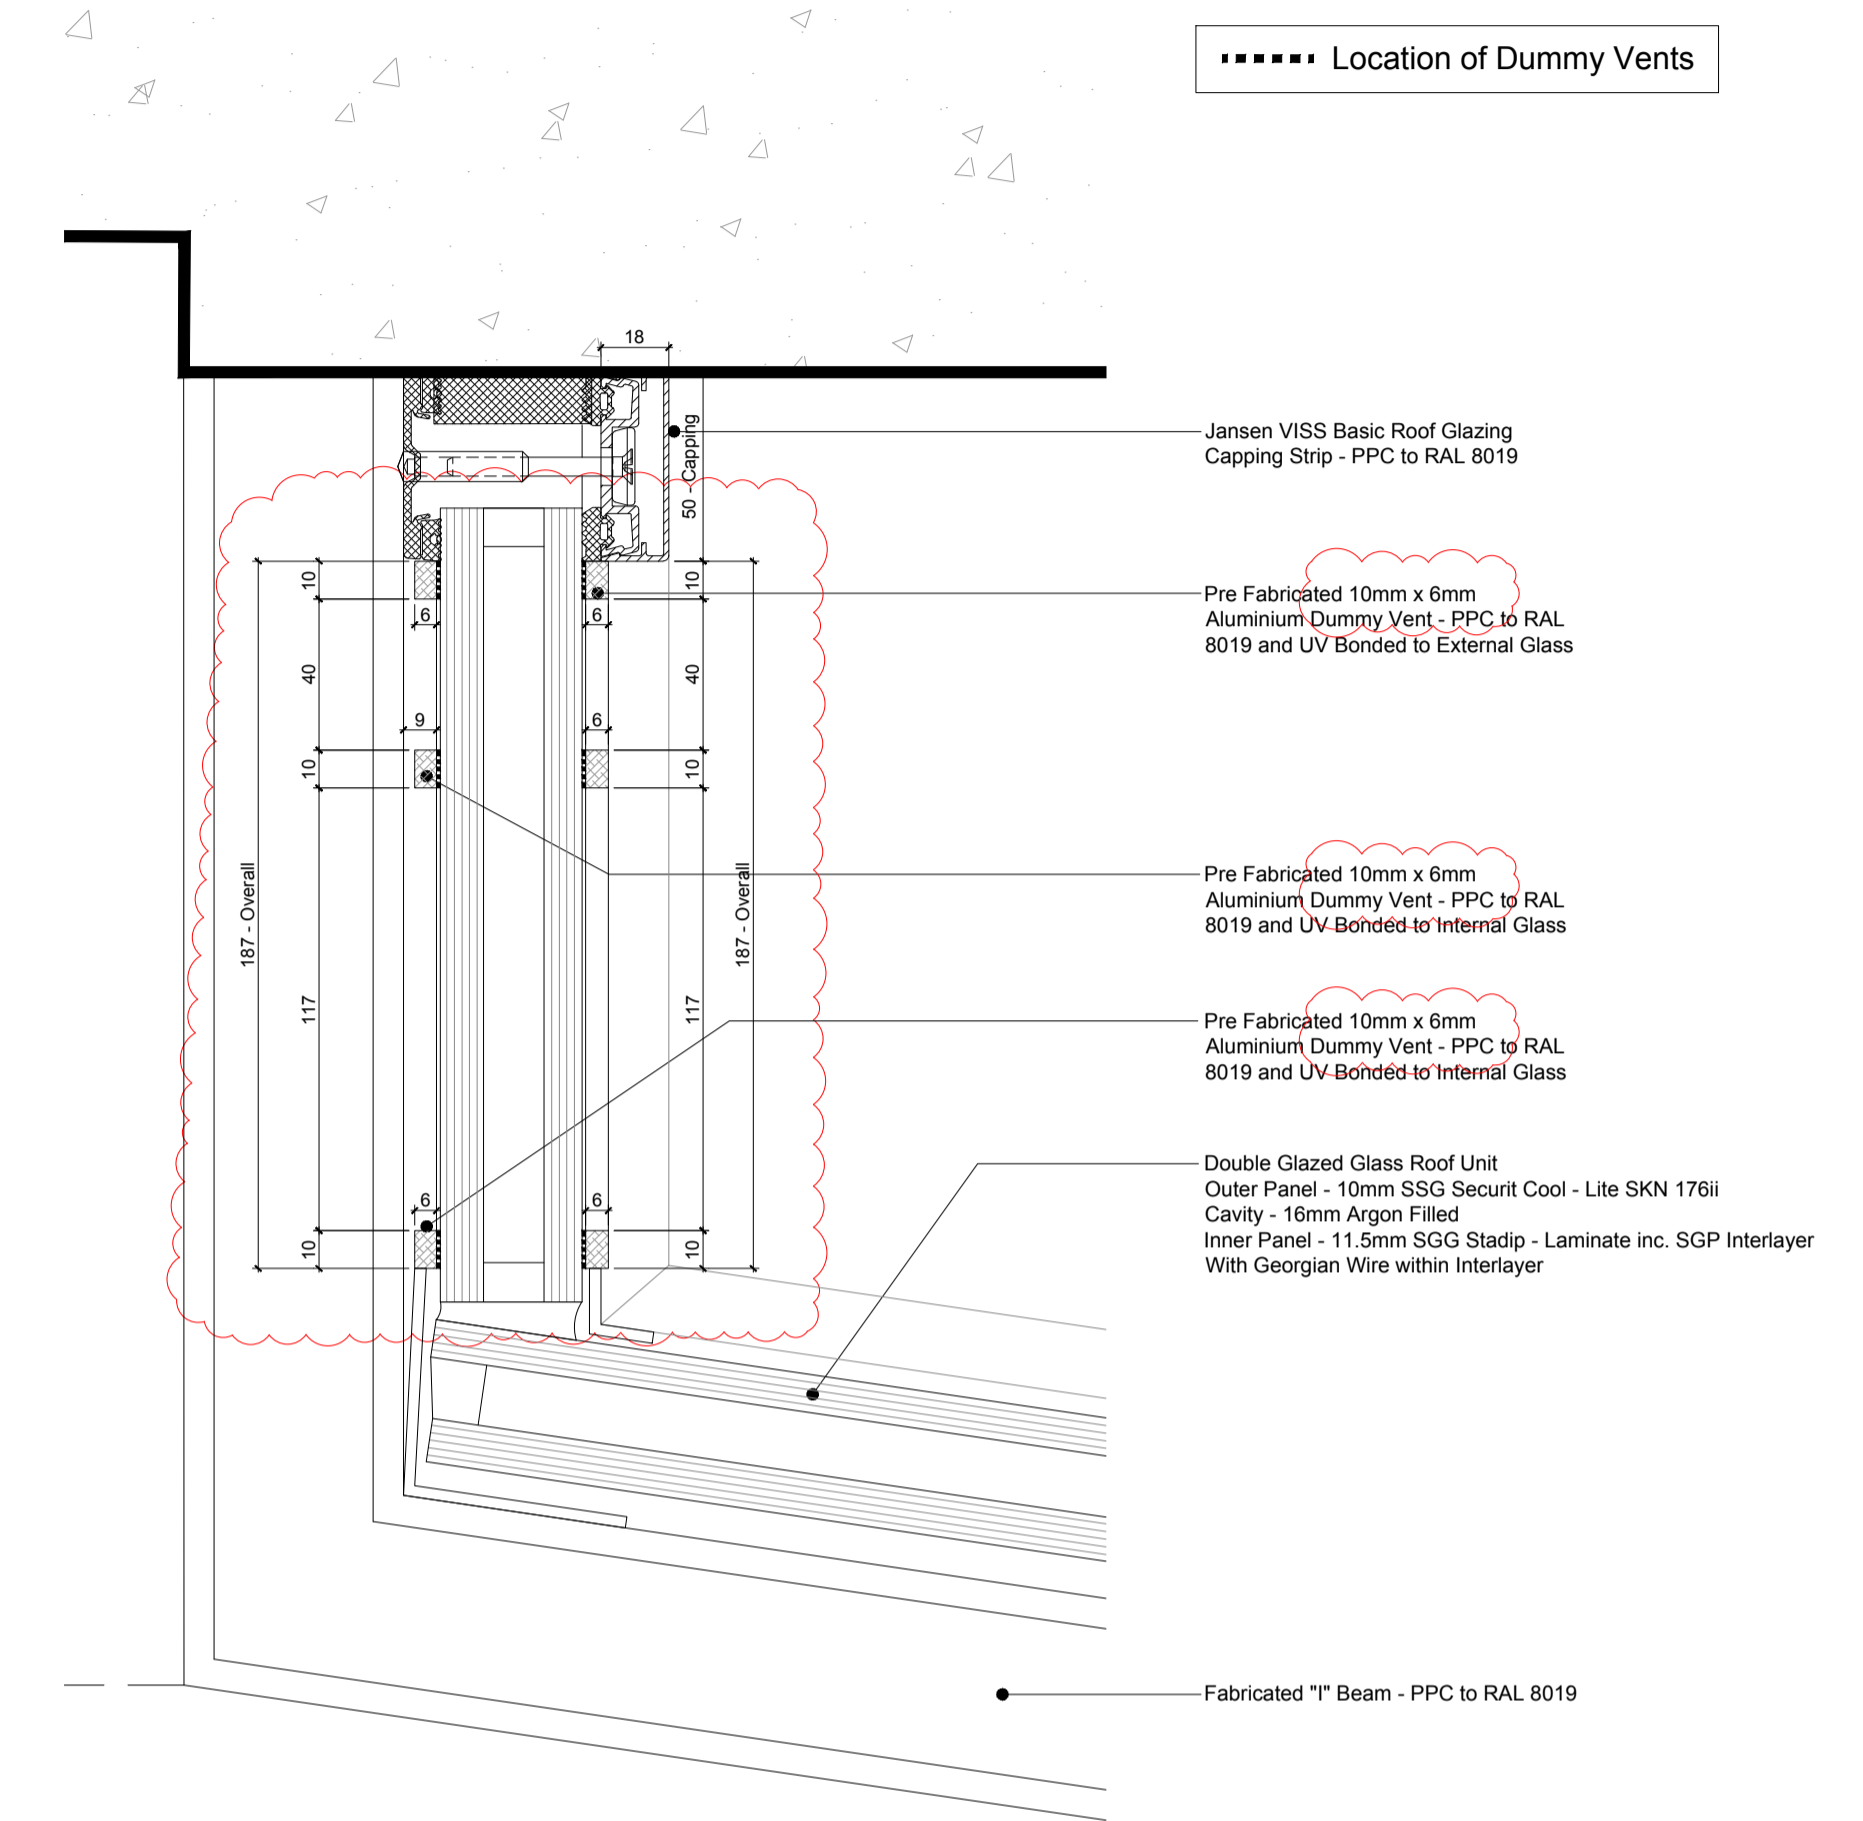 Location of Dummy Vents
18
50 - Capping
Jansen VISS Basic Roof Glazing
Capping Strip - PPC to RAL 8019
10
10
Pre Fabricated 10mm x 6mm
Aluminium Dummy Vent - PPC to RAL
8019 and UV Bonded to External Glass
6
6
40
40
9
6
10
10
Pre Fabricated 10mm x 6mm
Aluminium Dummy Vent - PPC to RAL
8019 and UV Bonded to Internal Glass
187 - Overall
187 - Overall
117
117
Pre Fabricated 10mm x 6mm
Aluminium Dummy Vent - PPC to RAL
8019 and UV Bonded to Internal Glass
6
6
10
10
Double Glazed Glass Roof Unit
Outer Panel - 10mm SSG Securit Cool - Lite SKN 176ii
Cavity - 16mm Argon Filled
Inner Panel - 11.5mm SGG Stadip - Laminate inc. SGP Interlayer
With Georgian Wire within Interlayer
Fabricated "I" Beam - PPC to RAL 8019